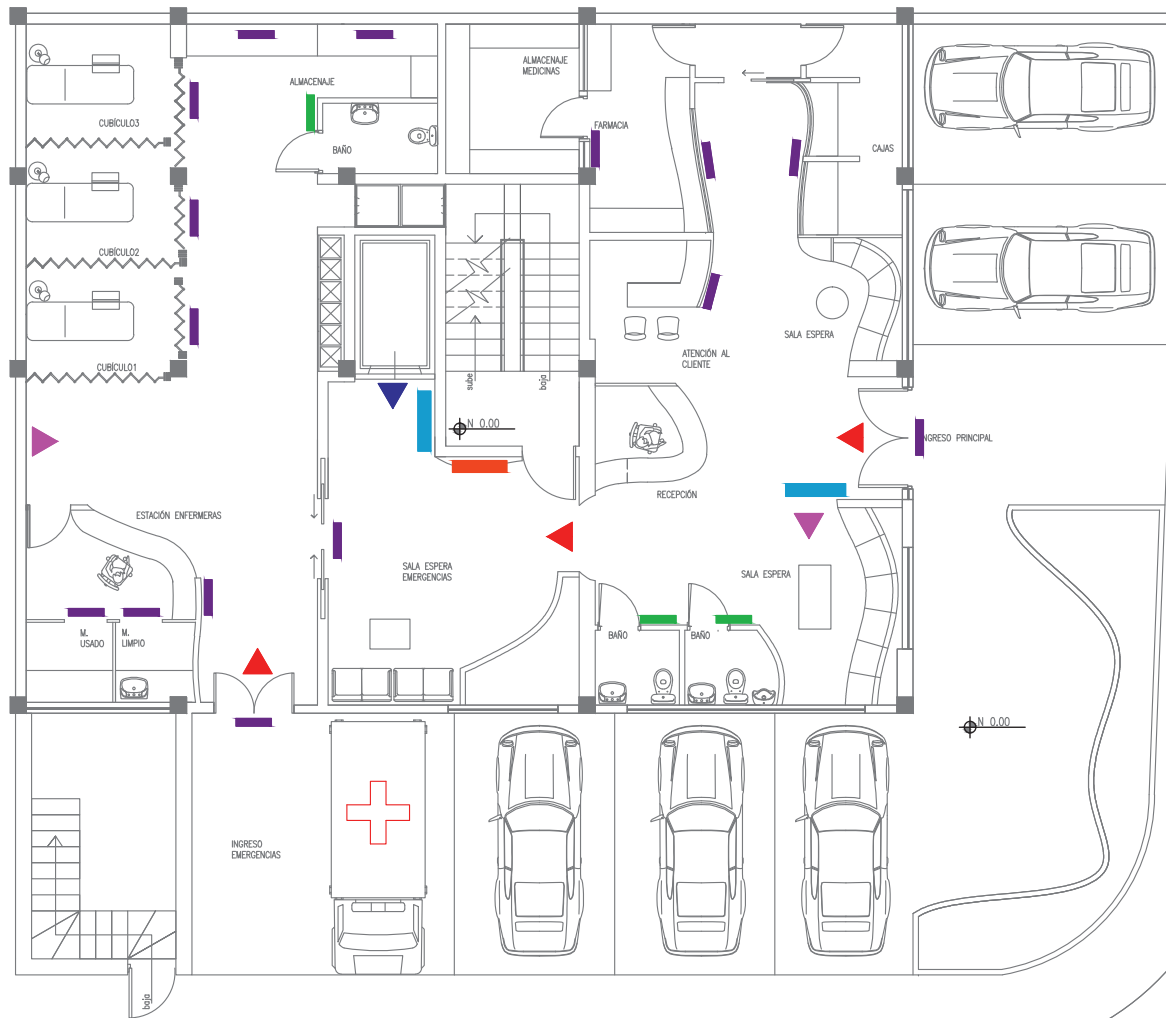 ALMACENAJE
MEDICINAS
ALMACENAJE
CUBÍCULO3
FARMACIA
BAÑO
CAJAS
CUBÍCULO2
SALA ESPERA
ATENCIÓN AL
CLIENTE
CUBÍCULO1
sube
baja
N 0.00
INGRESO PRINCIPAL
RECEPCIÓN
ESTACIÓN ENFERMERAS
SALA ESPERA
EMERGENCIAS
SALA ESPERA
M.
USADO
M.
LIMPIO
BAÑO
BAÑO
N 0.00
INGRESO
EMERGENCIAS
baja